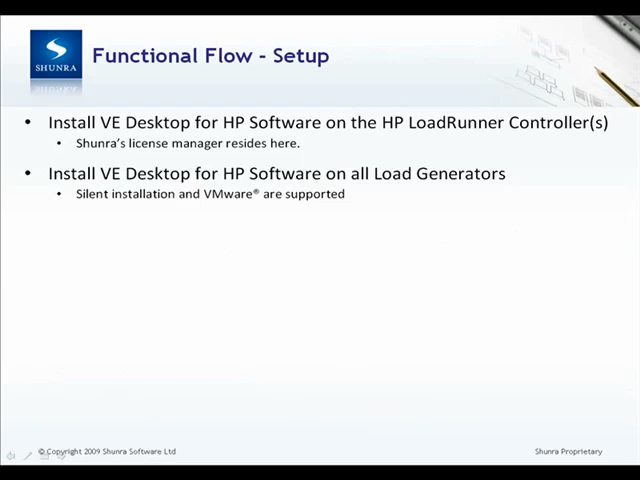 SHUNRA
Functional Flow - Setup
• Install VE Desktop for HP Software on the HP LoadRunner Controller(s)
• Shunra's license manager resides here.
• Install VE Desktop for HP Software on all Load Generators
• Silent installation and VMware® are supported
© Copyright 2009 Shunra Software Ltd
Shunra Proprietary